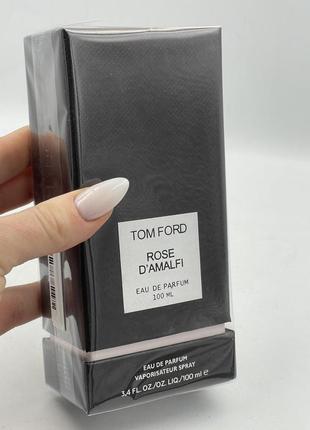 TOM FORD
ROSE
D'AMALFI
EAU DE PARFUM
100 ML
EAU DE PARFUM
VAPORISATEUR SPRAY
3,4 FL. OZ./OZ. LIQ/100 ml ℮